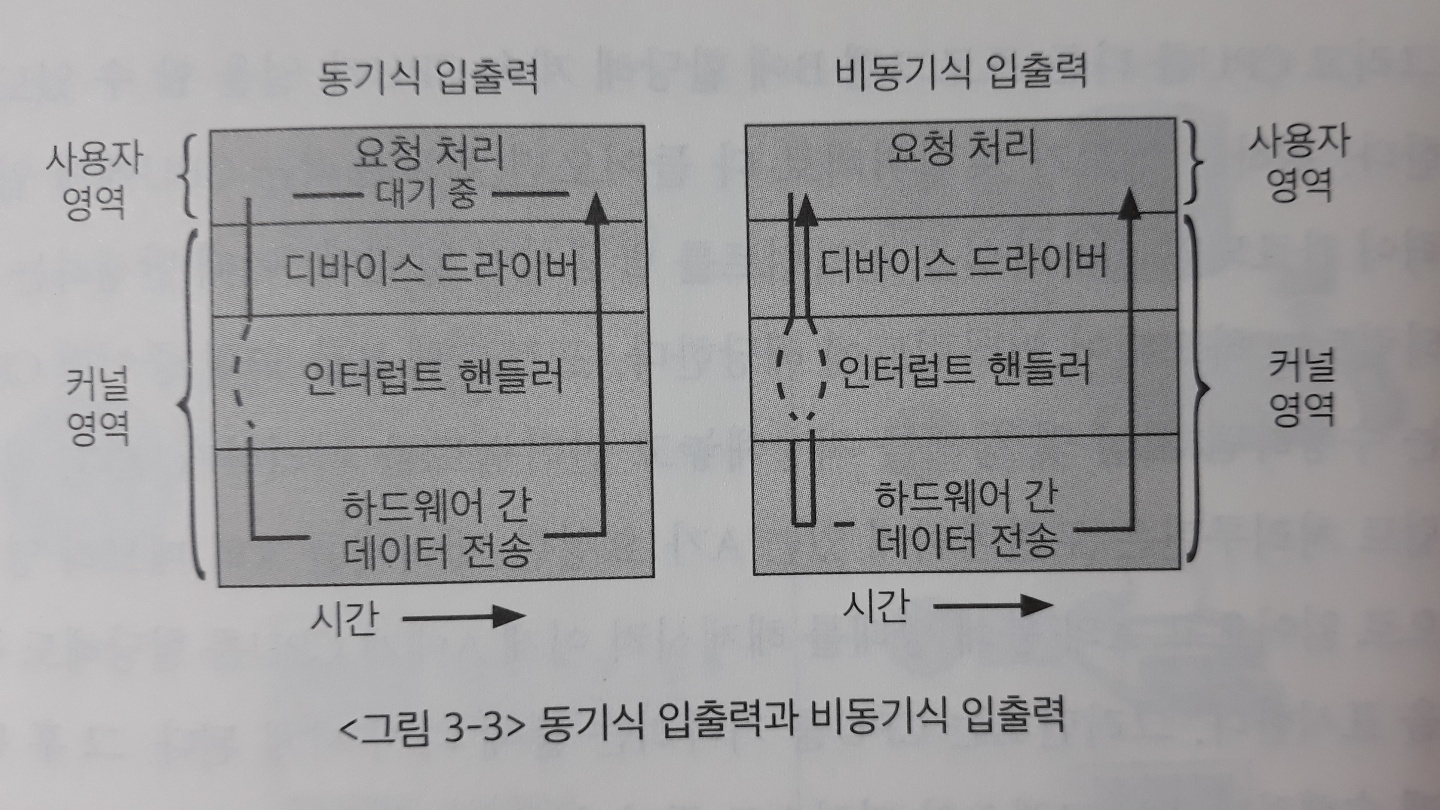 동기식 입출력
비동기식 입출력
사용자
영역
요청 처리
대기 중
디바이스 드라이버
인터럽트 핸들러
하드웨어 간
데이터 전송
커널
영역
시간
요청 처리
디바이스 드라이버
인터럽트 핸들러
하드웨어 간
데이터 전송
사용자
영역
커널
영역
시간
<그림 3-3> 동기식 입출력과 비동기식 입출력